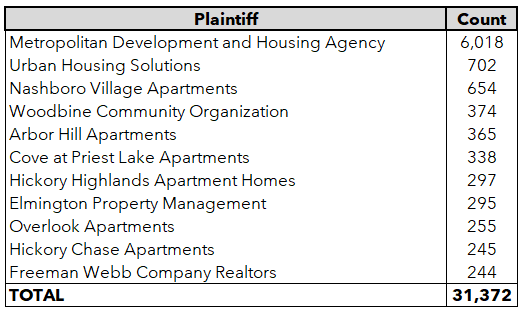 Plaintiff Count
Metropolitan Development and Housing Agency 6,018
Urban Housing Solutions 702
Nashboro Village Apartments 654
Woodbine Community Organization 374
Arbor Hill Apartments 365
Cove at Priest Lake Apartments 338
Hickory Highlands Apartment Homes 297
Elmington Property Management 295
Overlook Apartments 255
Hickory Chase Apartments 245
Freeman Webb Company Realtors 244
TOTAL 31,372